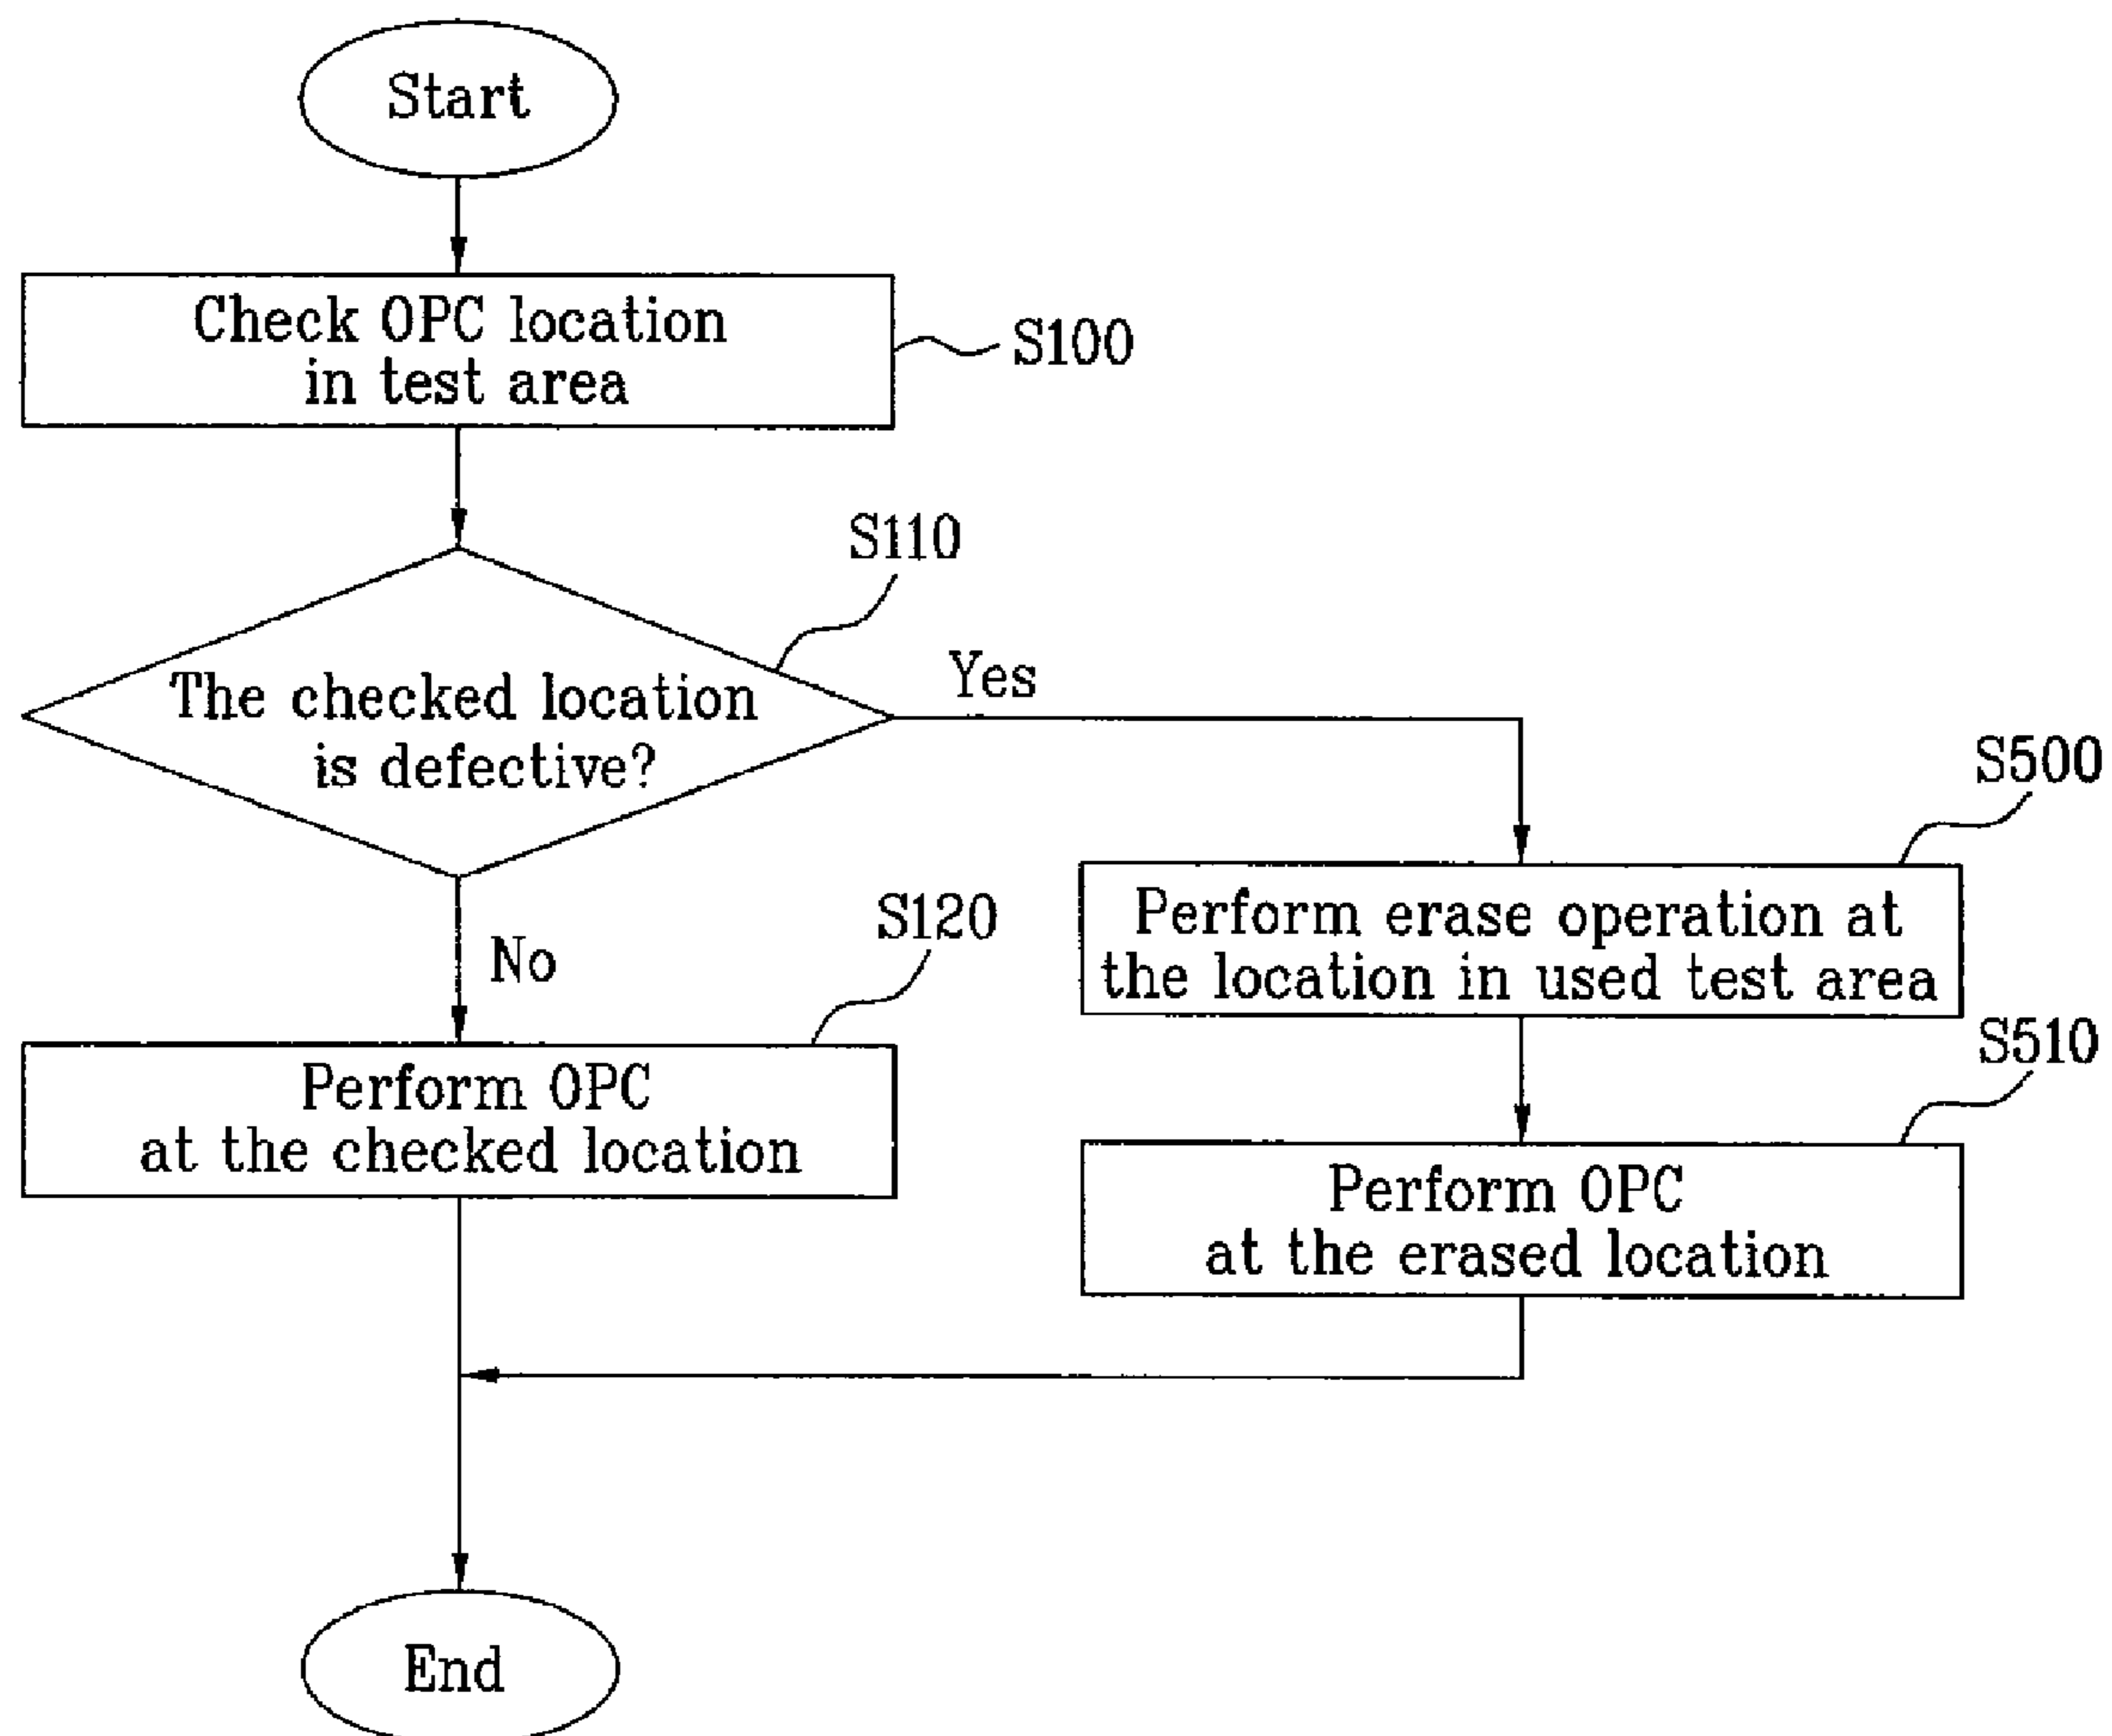 Start
Check OPC location
in test area
S100
S110
The checked location
is defective?
Yes
No
S500
Perform erase operation at
the location in used test area
S120
Perform OPC
at the checked location
S510
Perform OPC
at the erased location
End